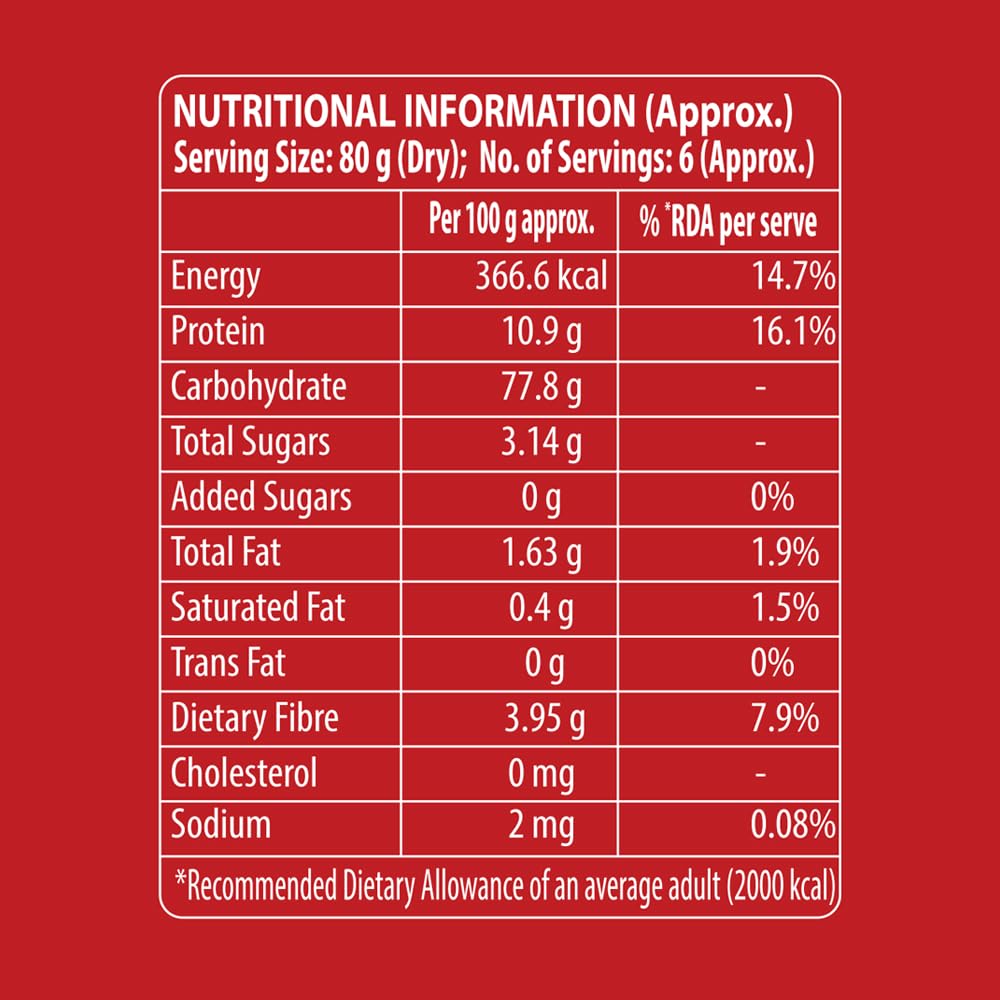 NUTRITIONAL INFORMATION (Approx.)
Serving Size: 80 g (Dry); No. of Servings: 6 (Approx.)
Per 100 g approx. % *RDA per serve
Energy 366.6 kcal 14.7%
Protein 10.9 g 16.1%
Carbohydrate 77.8 g -
Total Sugars 3.14 g -
Added Sugars 0 g 0%
Total Fat 1.63 g 1.9%
Saturated Fat 0.4 g 1.5%
Trans Fat 0 g 0%
Dietary Fibre 3.95 g 7.9%
Cholesterol 0 mg -
Sodium 2 mg 0.08%
*Recommended Dietary Allowance of an average adult (2000 kcal)